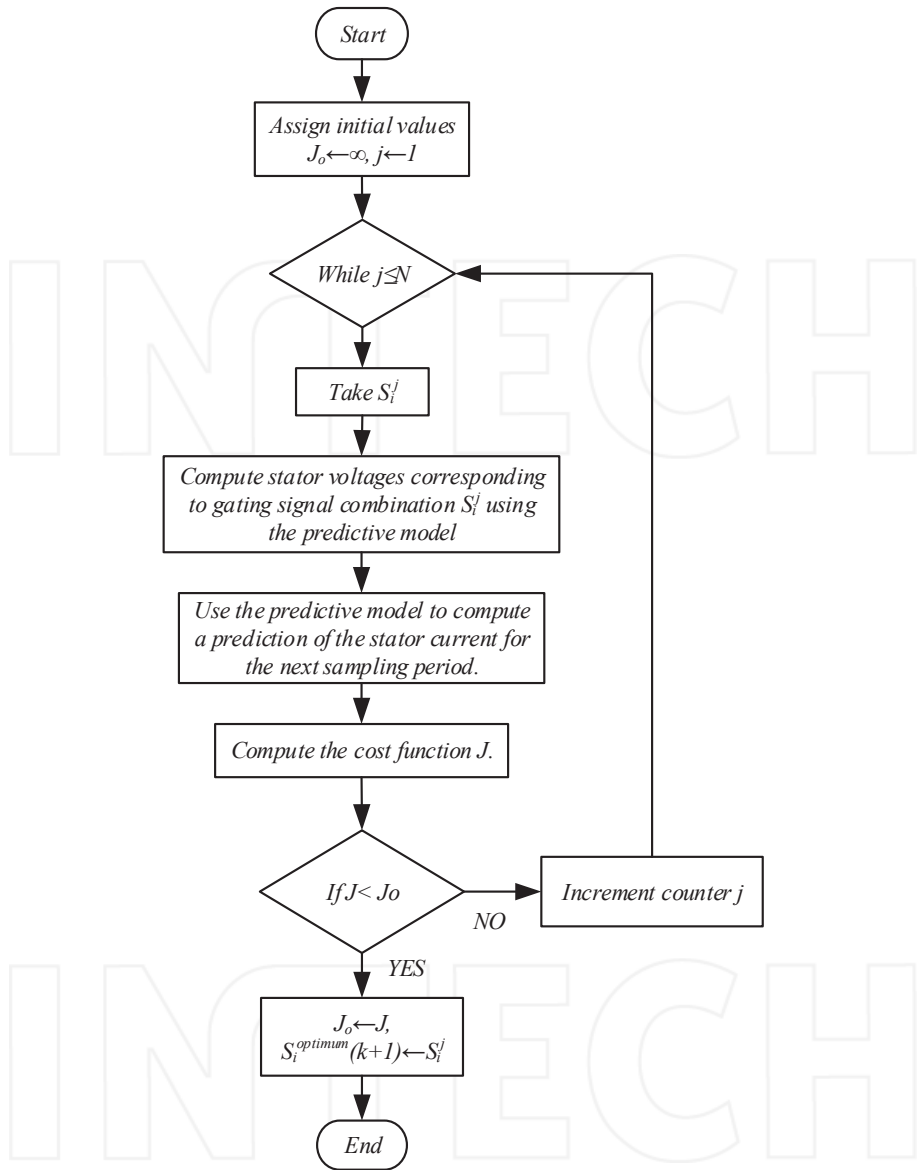 Start
Assign initial values
J_o←∞, j←1
While j≤N
Take S_i^j
Compute stator voltages corresponding
to gating signal combination S_i^j using
the predictive model
Use the predictive model to compute
a prediction of the stator current for
the next sampling period.
Compute the cost function J.
If J< Jo
NO
Increment counter j
YES
J_o←J,
S_i^optimum(k+1)←S_i^j
End
INTECH
INTECH